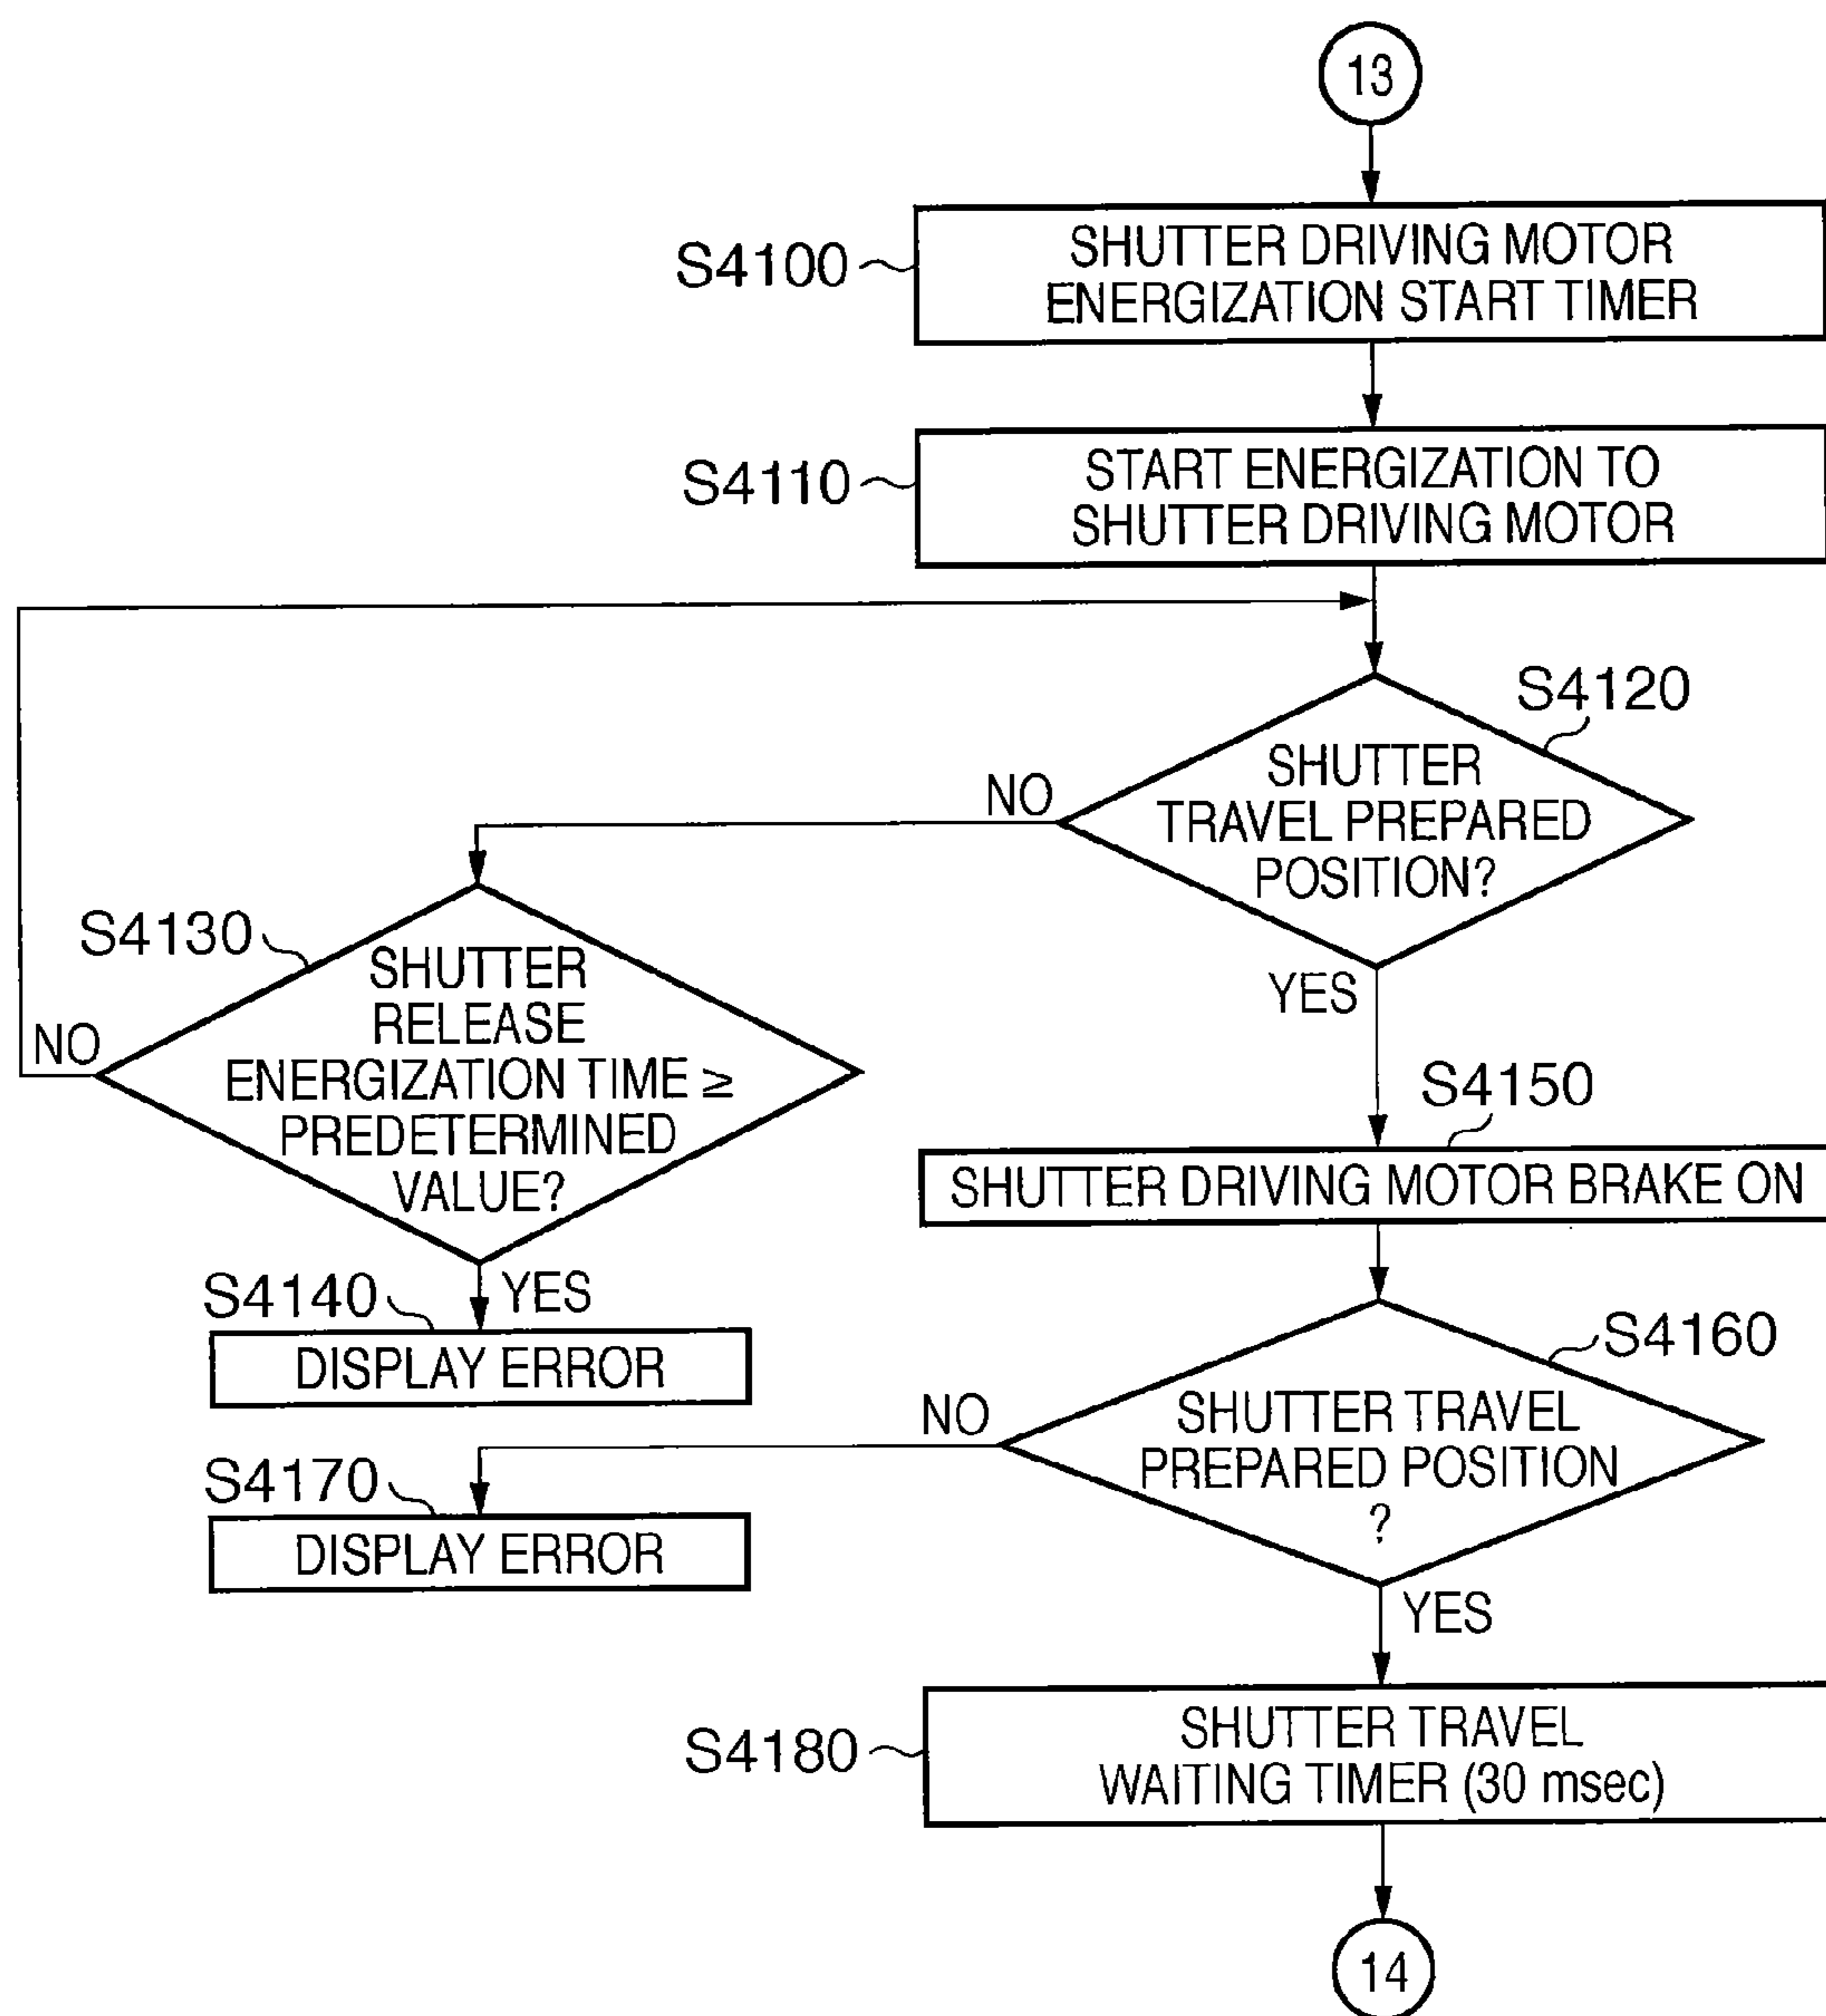 13
S4100
SHUTTER DRIVING MOTOR
ENERGIZATION START TIMER
S4110
START ENERGIZATION TO
SHUTTER DRIVING MOTOR
S4120
SHUTTER
TRAVEL PREPARED
POSITION?
NO
YES
S4130
SHUTTER
RELEASE
ENERGIZATION TIME ≥
PREDETERMINED
VALUE?
NO
YES
S4140
DISPLAY ERROR
S4150
SHUTTER DRIVING MOTOR BRAKE ON
S4160
SHUTTER TRAVEL
PREPARED POSITION
?
NO
YES
S4170
DISPLAY ERROR
S4180
SHUTTER TRAVEL
WAITING TIMER (30 msec)
14